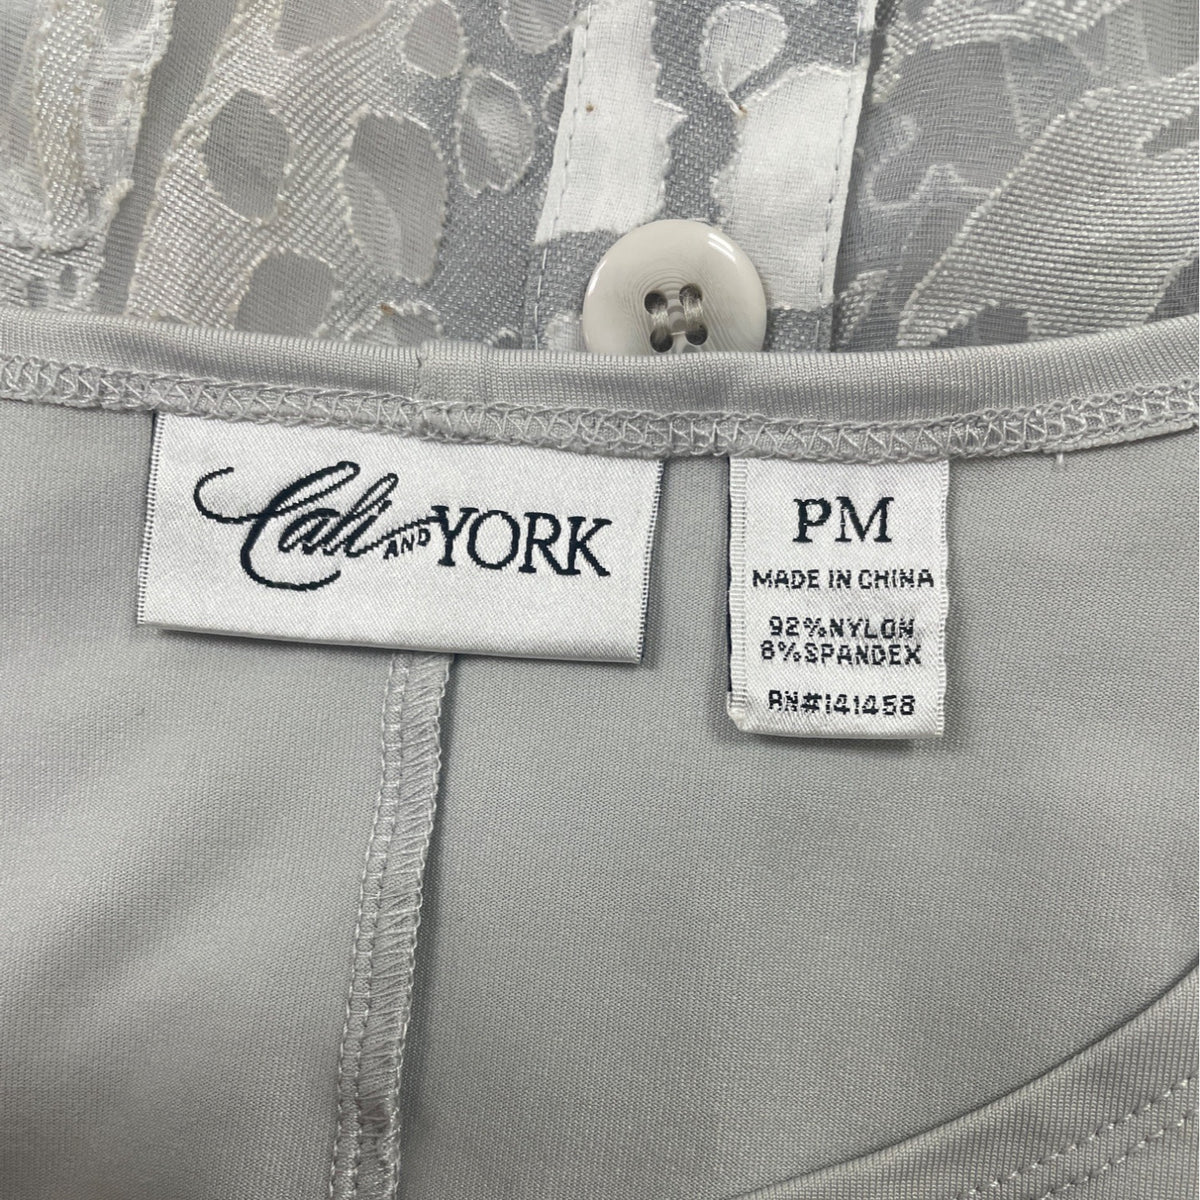 Cali AND YORK
PM
MADE IN CHINA
92%NYLON
8%SPANDEX
RN#141458